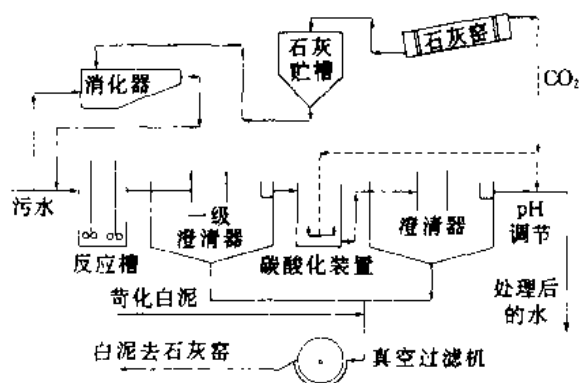 石灰窑
石灰
贮槽
消化器
CO₂
污水
一级
澄清器
澄清器
pH
调节
反应槽
碳酸化装置
处理后
的水
苛化白泥
白泥去石灰窑
真空过滤机